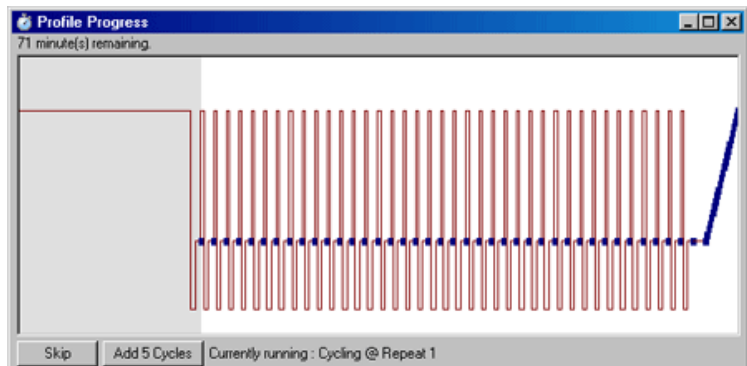 Profile Progress
71 minute(s) remaining.
Skip
Add 5 Cycles
Currently running : Cycling @ Repeat 1